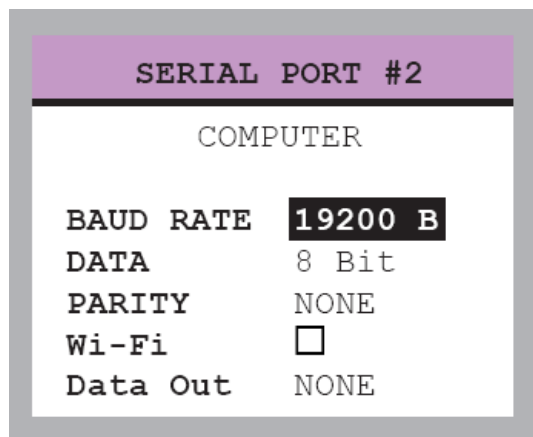 SERIAL PORT #2
COMPUTER
BAUD RATE 19200 B
DATA 8 Bit
PARITY NONE
Wi-Fi
Data Out NONE